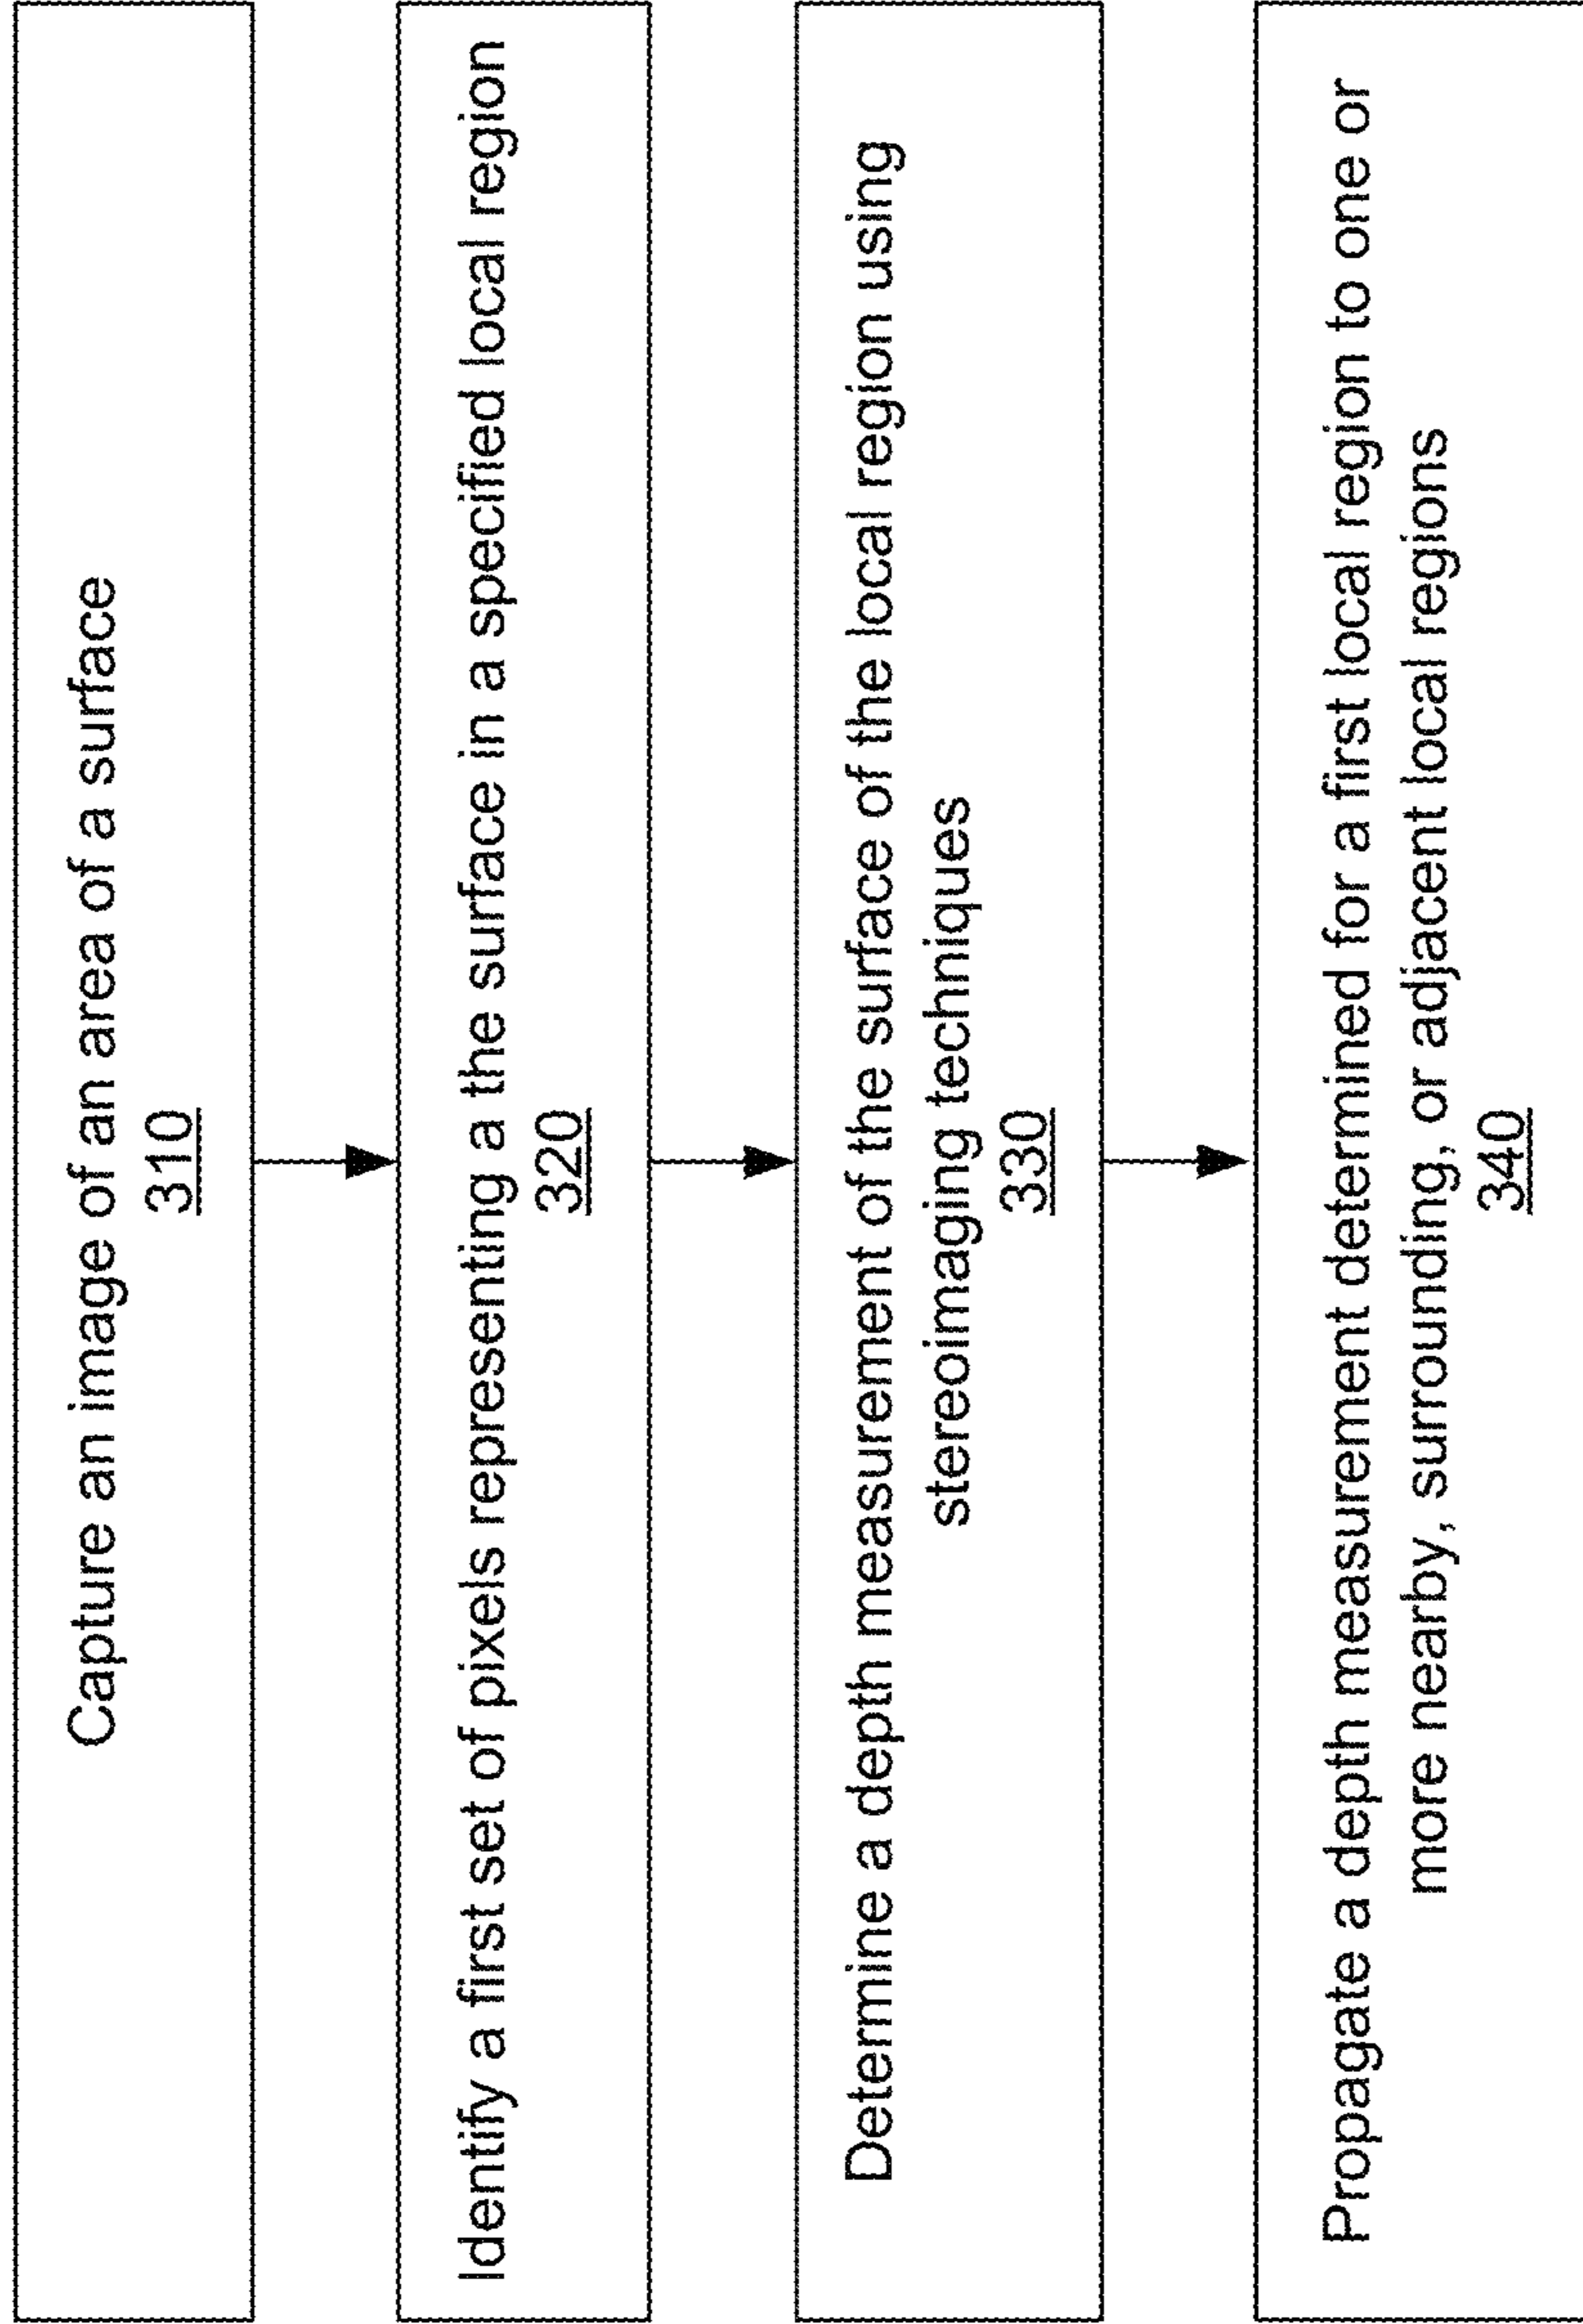 Capture an image of an area of a surface
310
Identify a first set of pixels representing a the surface in a specified local region
320
Determine a depth measurement of the surface of the local region using
stereoimaging techniques
330
Propagate a depth measurement determined for a first local region to one or
more nearby, surrounding, or adjacent local regions
340